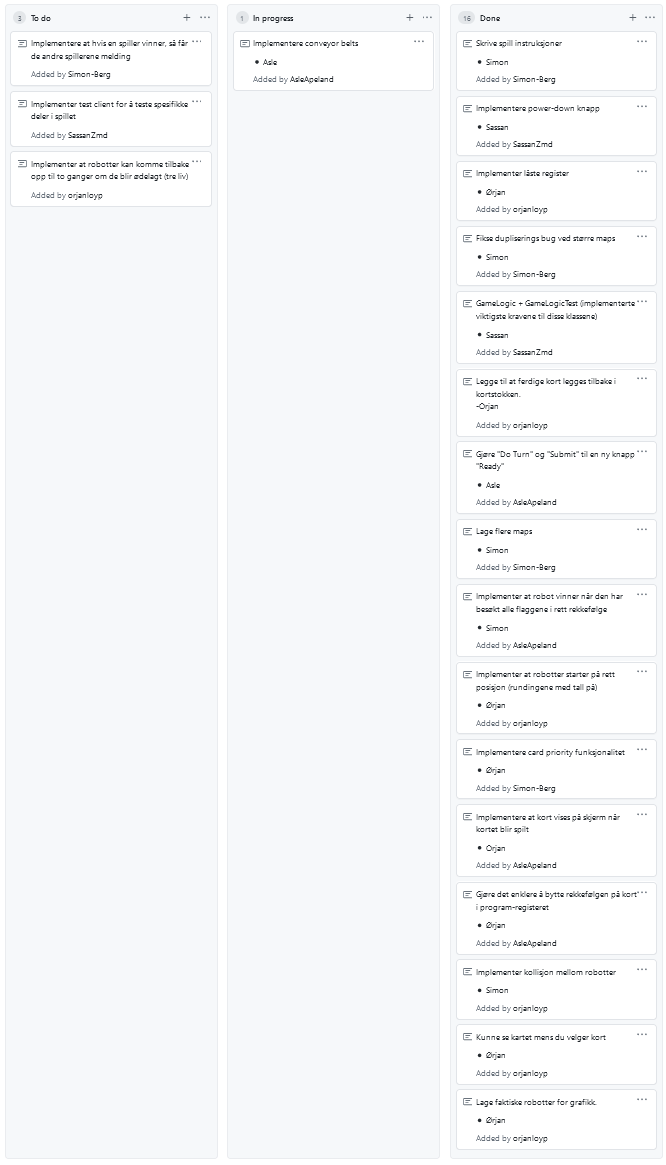 3 To do
Implementere at hvis en spiller vinner, så får
de andre spillerene melding
Added by Simon-Berg
Implementer test client for å teste spesifikke
deler i spillet
Added by SassanZmd
Implementer at robotter kan komme tilbake
opp til to ganger om de blir ødelagt (tre liv)
Added by orjanloyp
1 In progress
Implementere conveyor belts
• Asle
Added by AsleApeland
16 Done
Skrive spill instruksjoner
• Simon
Added by Simon-Berg
Implementere power-down knapp
• Sassan
Added by SassanZmd
Implementer låste register
• Ørjan
Added by orjanloyp
Fikse dupliserings bug ved større maps
• Simon
Added by Simon-Berg
GameLogic + GameLogicTest (implementerte
viktigste kravene til disse klassene)
• Sassan
Added by SassanZmd
Legge til at ferdige kort legges tilbake i
kortstokken.
-Orjan
Added by orjanloyp
Gjøre "Do Turn" og "Submit" til en ny knapp
"Ready"
• Asle
Added by AsleApeland
Lage flere maps
• Simon
Added by Simon-Berg
Implementer at robot vinner når den har
besøkt alle flaggene i rett rekkefølge
• Simon
Added by AsleApeland
Implementer at robotter starter på rett
posisjon (rundingene med tall på)
• Ørjan
Added by orjanloyp
Implementere card priority funksjonalitet
• Ørjan
Added by Simon-Berg
Implementere at kort vises på skjerm når
kortet blir spilt
• Orjan
Added by AsleApeland
Gjøre det enklere å bytte rekkefølgen på kort
i program-registeret
• Ørjan
Added by AsleApeland
Implementer kollisjon mellom robotter
• Simon
Added by orjanloyp
Kunne se kartet mens du velger kort
• Ørjan
Added by orjanloyp
Lage faktiske robotter for grafikk.
• Ørjan
Added by orjanloyp